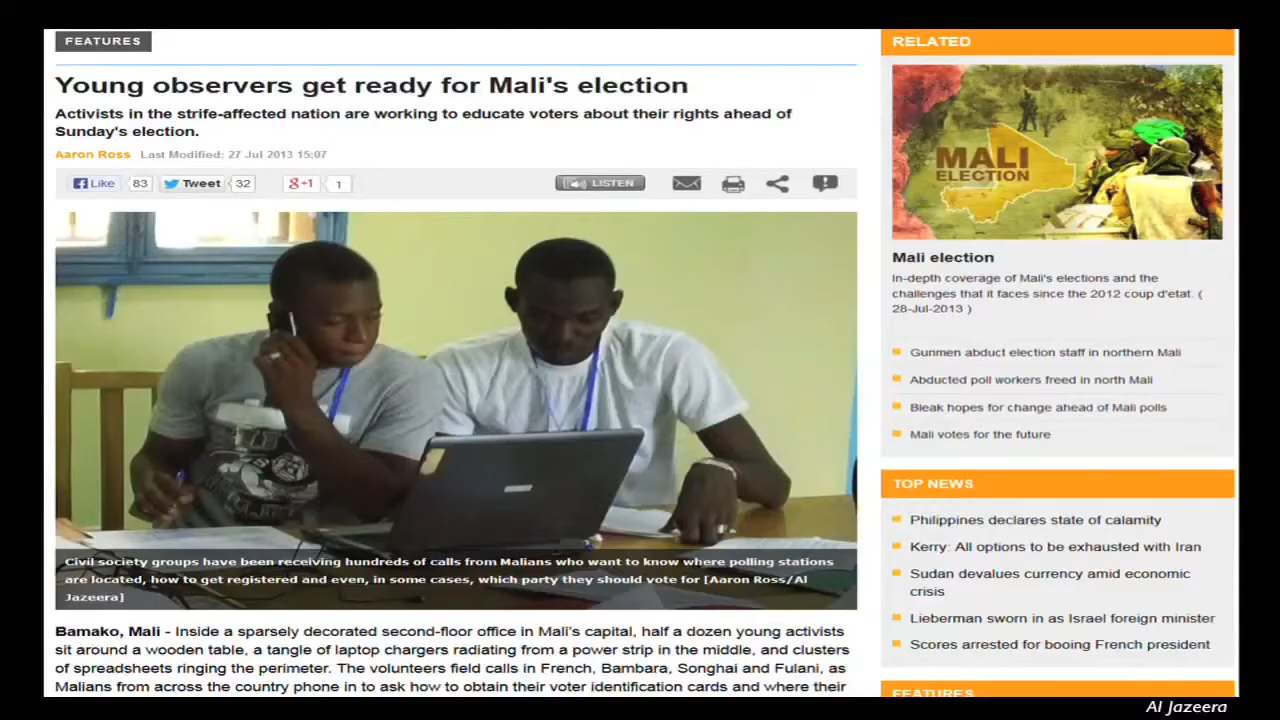 FEATURES
Young observers get ready for Mali's election
Activists in the strife-affected nation are working to educate voters about their rights ahead of
Sunday's election.
Aaron Ross Last Modified: 27 Jul 2013 15:07
Like 83 Tweet 32 g+1 1 LISTEN
Civil society groups have been receiving hundreds of calls from Malians who want to know where polling stations
are located, how to get registered and even, in some cases, which party they should vote for [Aaron Ross/Al
Jazeera]
Bamako, Mali - Inside a sparsely decorated second-floor office in Mali's capital, half a dozen young activists
sit around a wooden table, a tangle of laptop chargers radiating from a power strip in the middle, and clusters
of spreadsheets ringing the perimeter. The volunteers field calls in French, Bambara, Songhai and Fulani, as
Malians from across the country phone in to ask how to obtain their voter identification cards and where their
RELATED
MALI
ELECTION
Mali election
In-depth coverage of Mali's elections and the
challenges that it faces since the 2012 coup d'etat. (
28-Jul-2013 )
Gunmen abduct election staff in northern Mali
Abducted poll workers freed in north Mali
Bleak hopes for change ahead of Mali polls
Mali votes for the future
TOP NEWS
Philippines declares state of calamity
Kerry: All options to be exhausted with Iran
Sudan devalues currency amid economic
crisis
Lieberman sworn in as Israel foreign minister
Scores arrested for booing French president
FEATURES
Al Jazeera